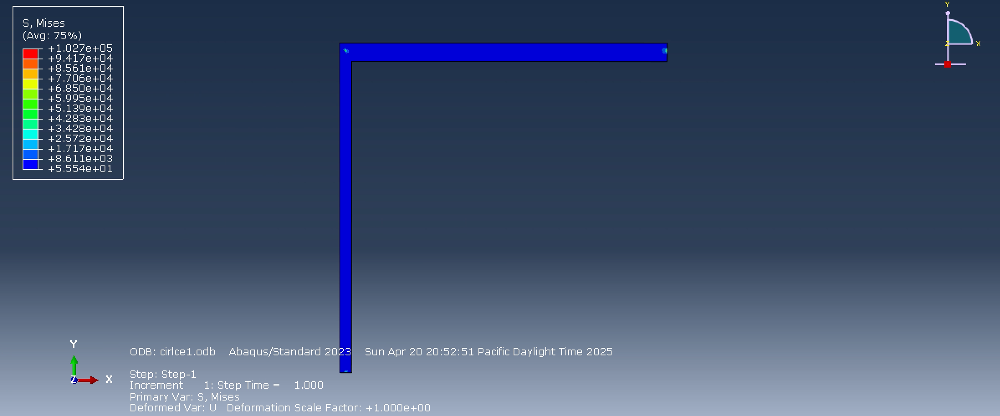 S, Mises
(Avg: 75%)
+1.027e+05
+9.417e+04
+8.561e+04
+7.706e+04
+6.850e+04
+5.995e+04
+5.139e+04
+4.283e+04
+3.428e+04
+2.572e+04
+1.717e+04
+8.611e+03
+5.554e+01
Y
Z X
Y
Z X
ODB: cirlce1.odb Abaqus/Standard 2023 Sun Apr 20 20:52:51 Pacific Daylight Time 2025
Step: Step-1
Increment 1: Step Time = 1.000
Primary Var: S, Mises
Deformed Var: U Deformation Scale Factor: +1.000e+00